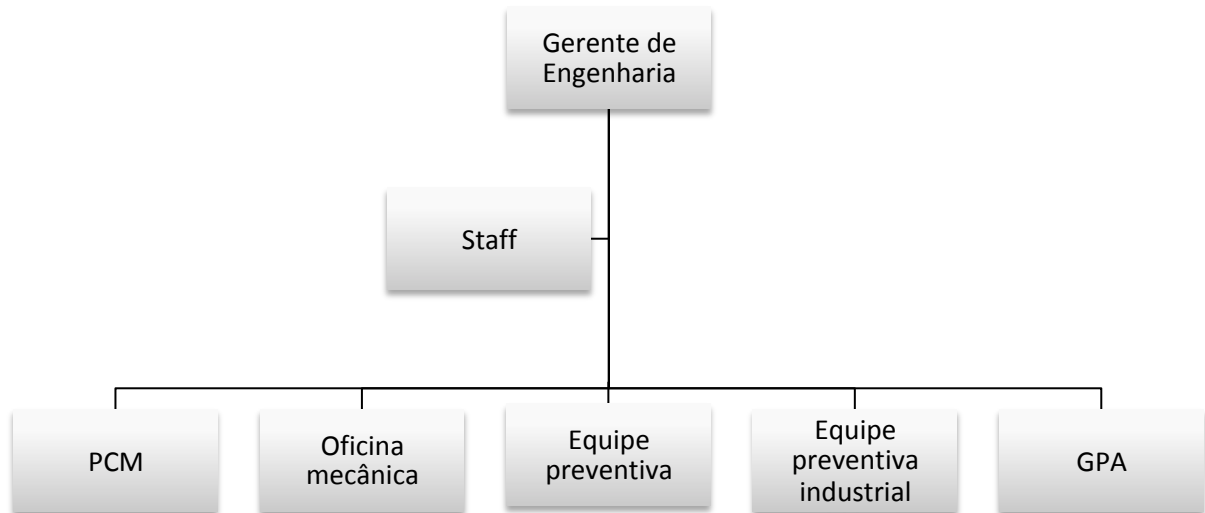 Gerente de
Engenharia
Staff
PCM
Oficina
mecânica
Equipe
preventiva
Equipe
preventiva
industrial
GPA